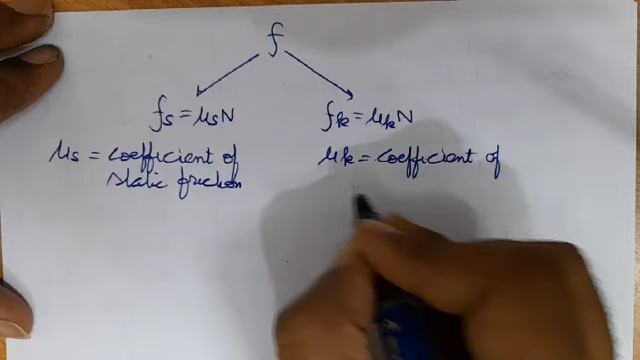 f
fs = μsN
fk = μkN
μs = coefficient of
static friction
μk = coefficient of